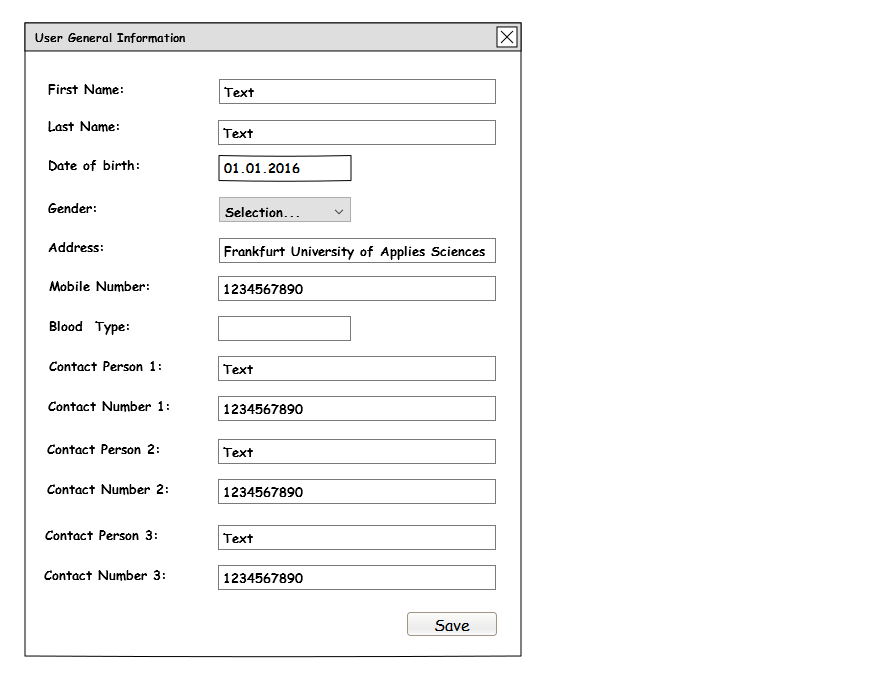 User General Information
First Name: Text
Last Name: Text
Date of birth: 01.01.2016
Gender: Selection...
Address: Frankfurt University of Applies Sciences
Mobile Number: 1234567890
Blood Type:
Contact Person 1: Text
Contact Number 1: 1234567890
Contact Person 2: Text
Contact Number 2: 1234567890
Contact Person 3: Text
Contact Number 3: 1234567890
Save